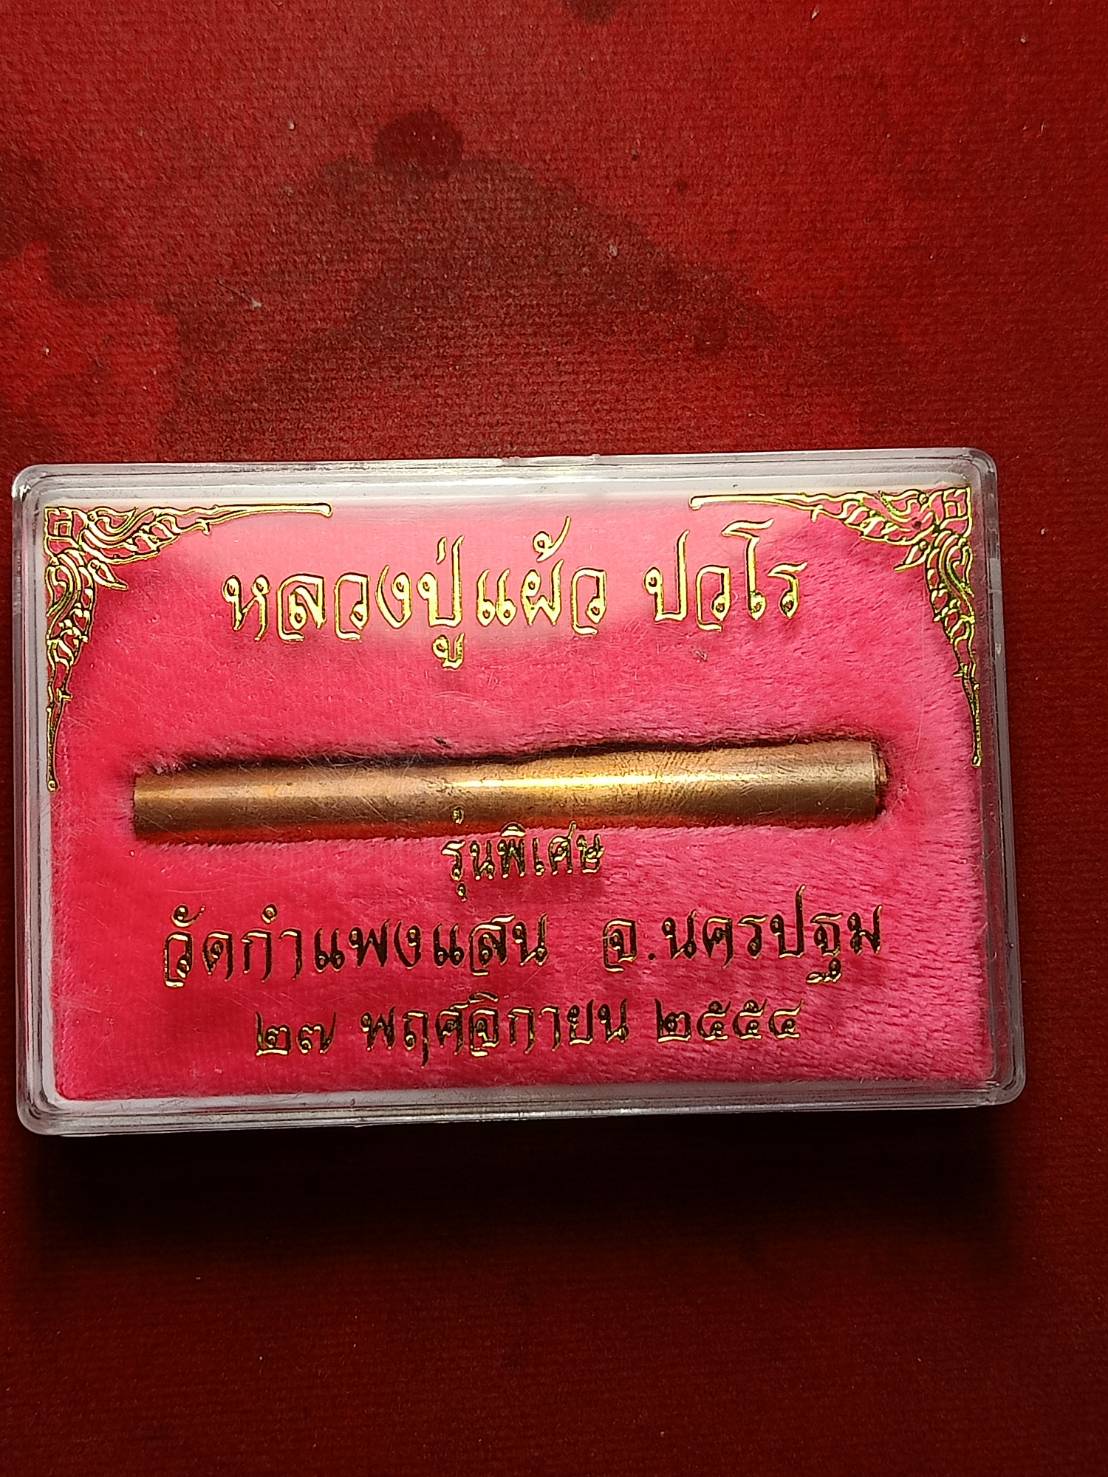 หลวงปู่แผ้ว ปวโร
รุ่นพิเศษ
วัดกำแพงแสน จ.นครปฐม
๒๗ พฤศจิกายน ๒๕๕๔